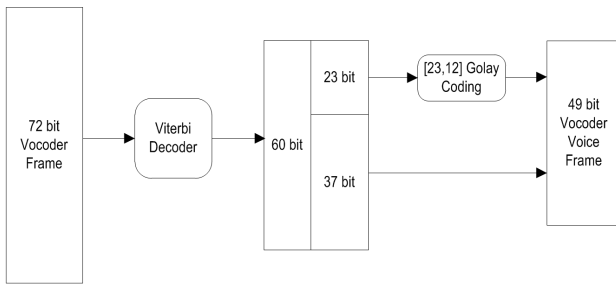 72 bit
Vocoder
Frame
Viterbi
Decoder
60 bit
23 bit
37 bit
[23,12] Golay
Coding
49 bit
Vocoder
Voice
Frame